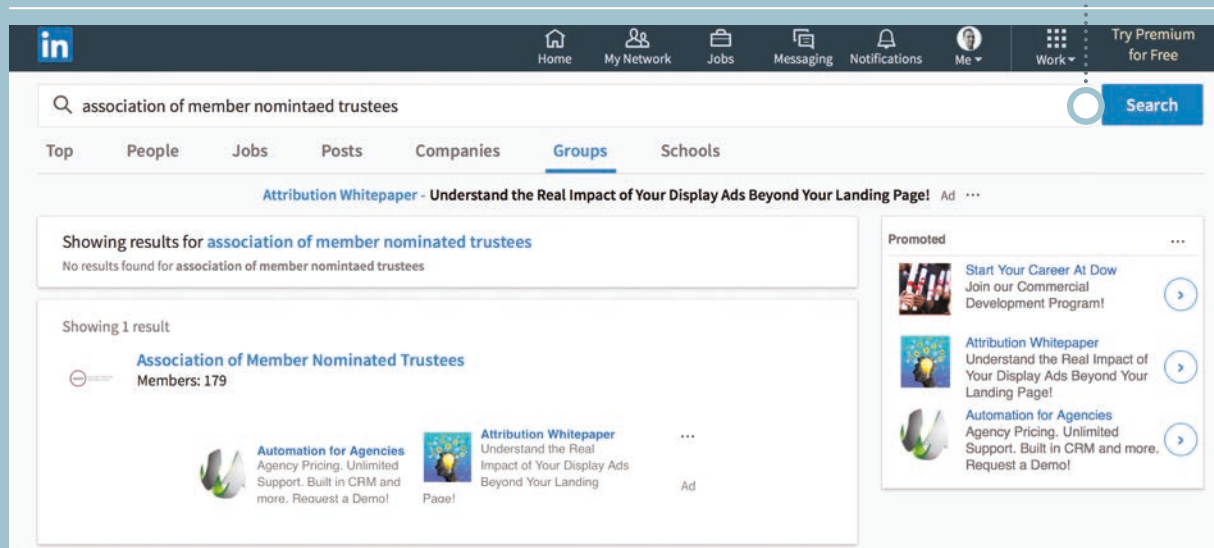 in
Home
My Network
Jobs
Messaging
Notifications
Me
Work
Try Premium
for Free
association of member nomintaed trustees
Search
Top
People
Jobs
Posts
Companies
Groups
Schools
Attribution Whitepaper - Understand the Real Impact of Your Display Ads Beyond Your Landing Page! Ad ...
Showing results for association of member nominated trustees
No results found for association of member nomintaed trustees
Showing 1 result
Association of Member Nominated Trustees
Members: 179
Automation for Agencies
Agency Pricing. Unlimited
Support. Built in CRM and
more. Request a Demo!
Attribution Whitepaper
Understand the Real
Impact of Your Display Ads
Beyond Your Landing
Page!
...
Ad
Promoted
...
Start Your Career At Dow
Join our Commercial
Development Program!
Attribution Whitepaper
Understand the Real Impact of
Your Display Ads Beyond Your
Landing Page!
Automation for Agencies
Agency Pricing. Unlimited
Support. Built in CRM and more.
Request a Demo!